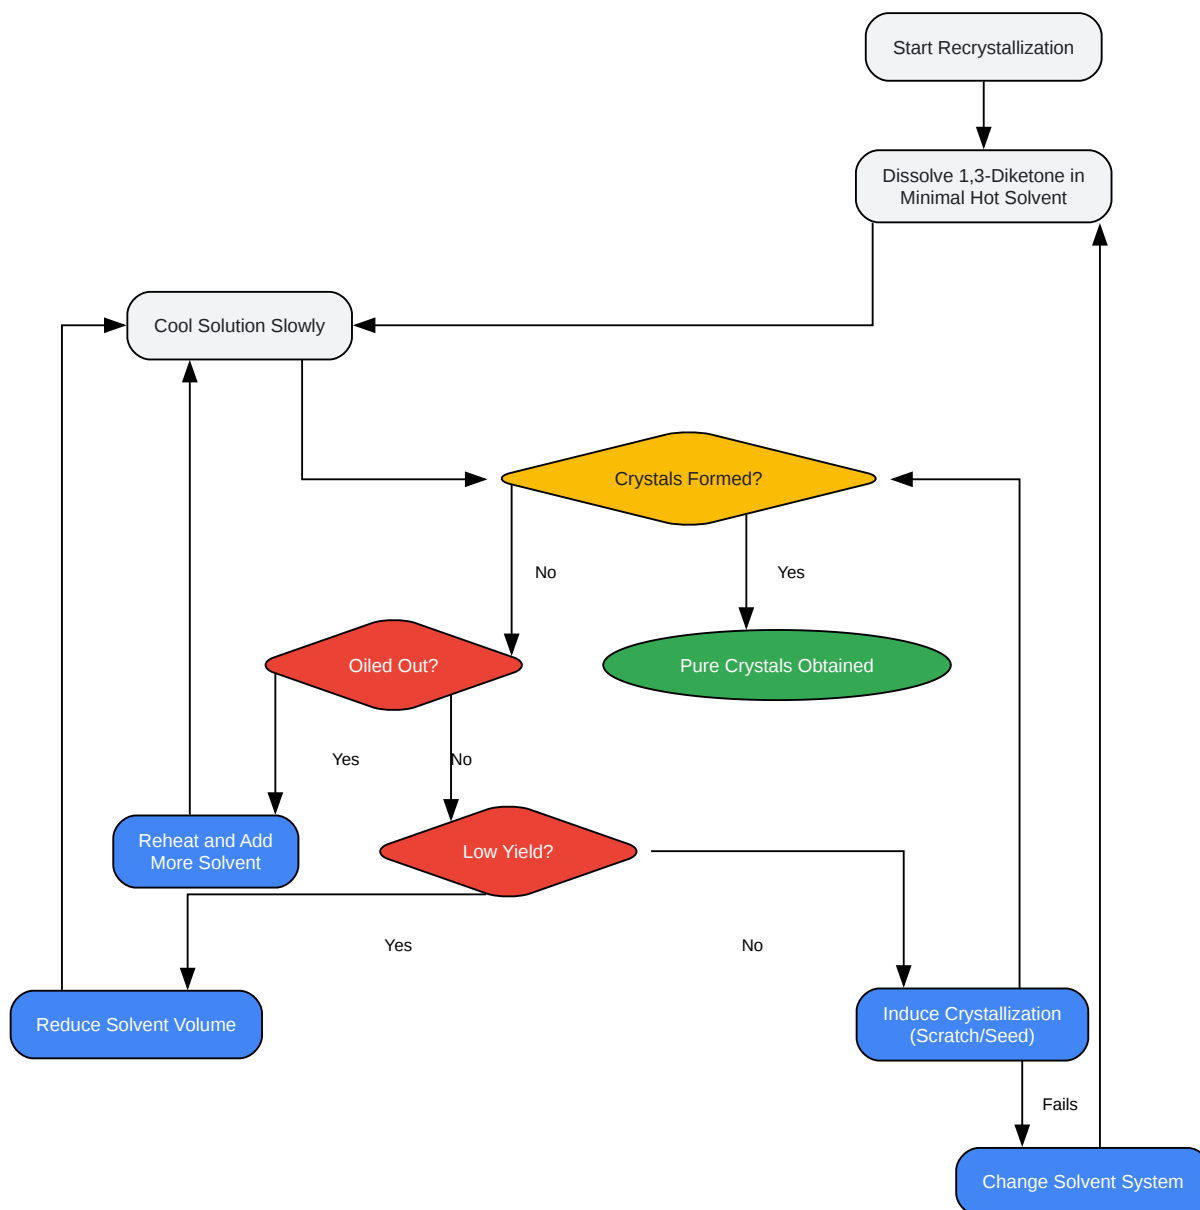 Start Recrystallization
Dissolve 1,3-Diketone in
Minimal Hot Solvent
Cool Solution Slowly
Crystals Formed?
No
Yes
Oiled Out?
Pure Crystals Obtained
Yes
No
Reheat and Add
More Solvent
Low Yield?
Yes
No
Reduce Solvent Volume
Induce Crystallization
(Scratch/Seed)
Fails
Change Solvent System